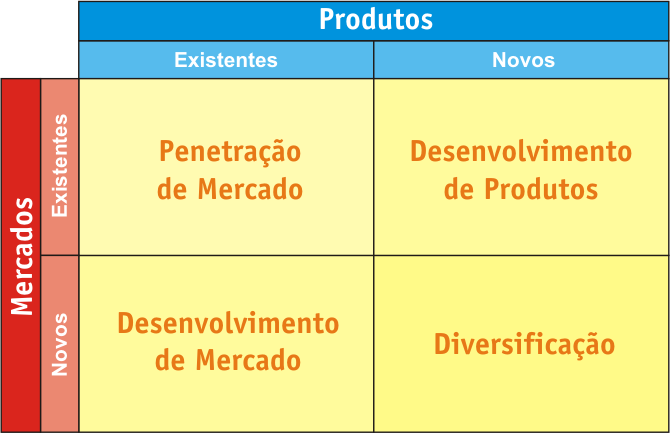 Produtos
Existentes
Novos
Mercados
Existentes
Penetração
de Mercado
Desenvolvimento
de Produtos
Novos
Desenvolvimento
de Mercado
Diversificação